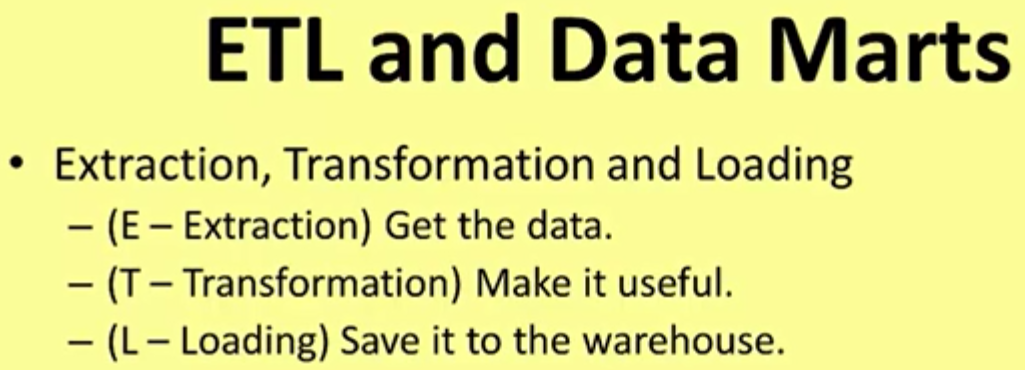 ETL and Data Marts
• Extraction, Transformation and Loading
– (E – Extraction) Get the data.
– (T – Transformation) Make it useful.
– (L – Loading) Save it to the warehouse.